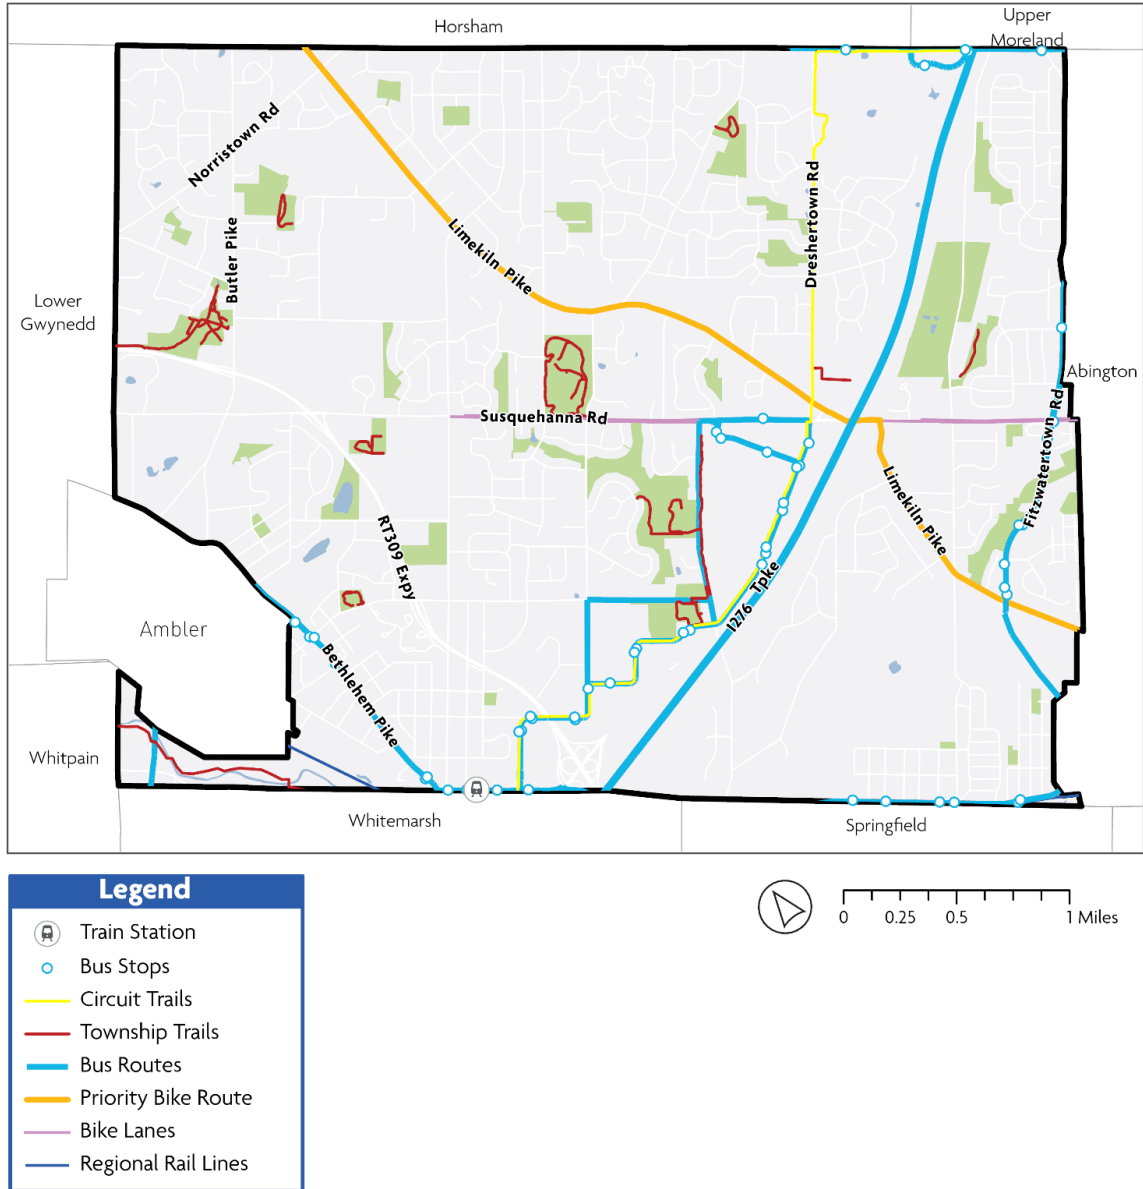 Horsham
Upper
Moreland
Norristown Rd
Butler Pike
Limekiln Pike
Dreshertown Rd
Lower
Gwynedd
Abington
Susquehanna Rd
Fitzwatertown Rd
Limekiln Pike
RT309 Expy
I276 Tpke
Ambler
Bethlehem Pike
Whitpain
Whitemarsh
Springfield
Legend
Train Station
Bus Stops
Circuit Trails
Township Trails
Bus Routes
Priority Bike Route
Bike Lanes
Regional Rail Lines
0 0.25 0.5 1 Miles